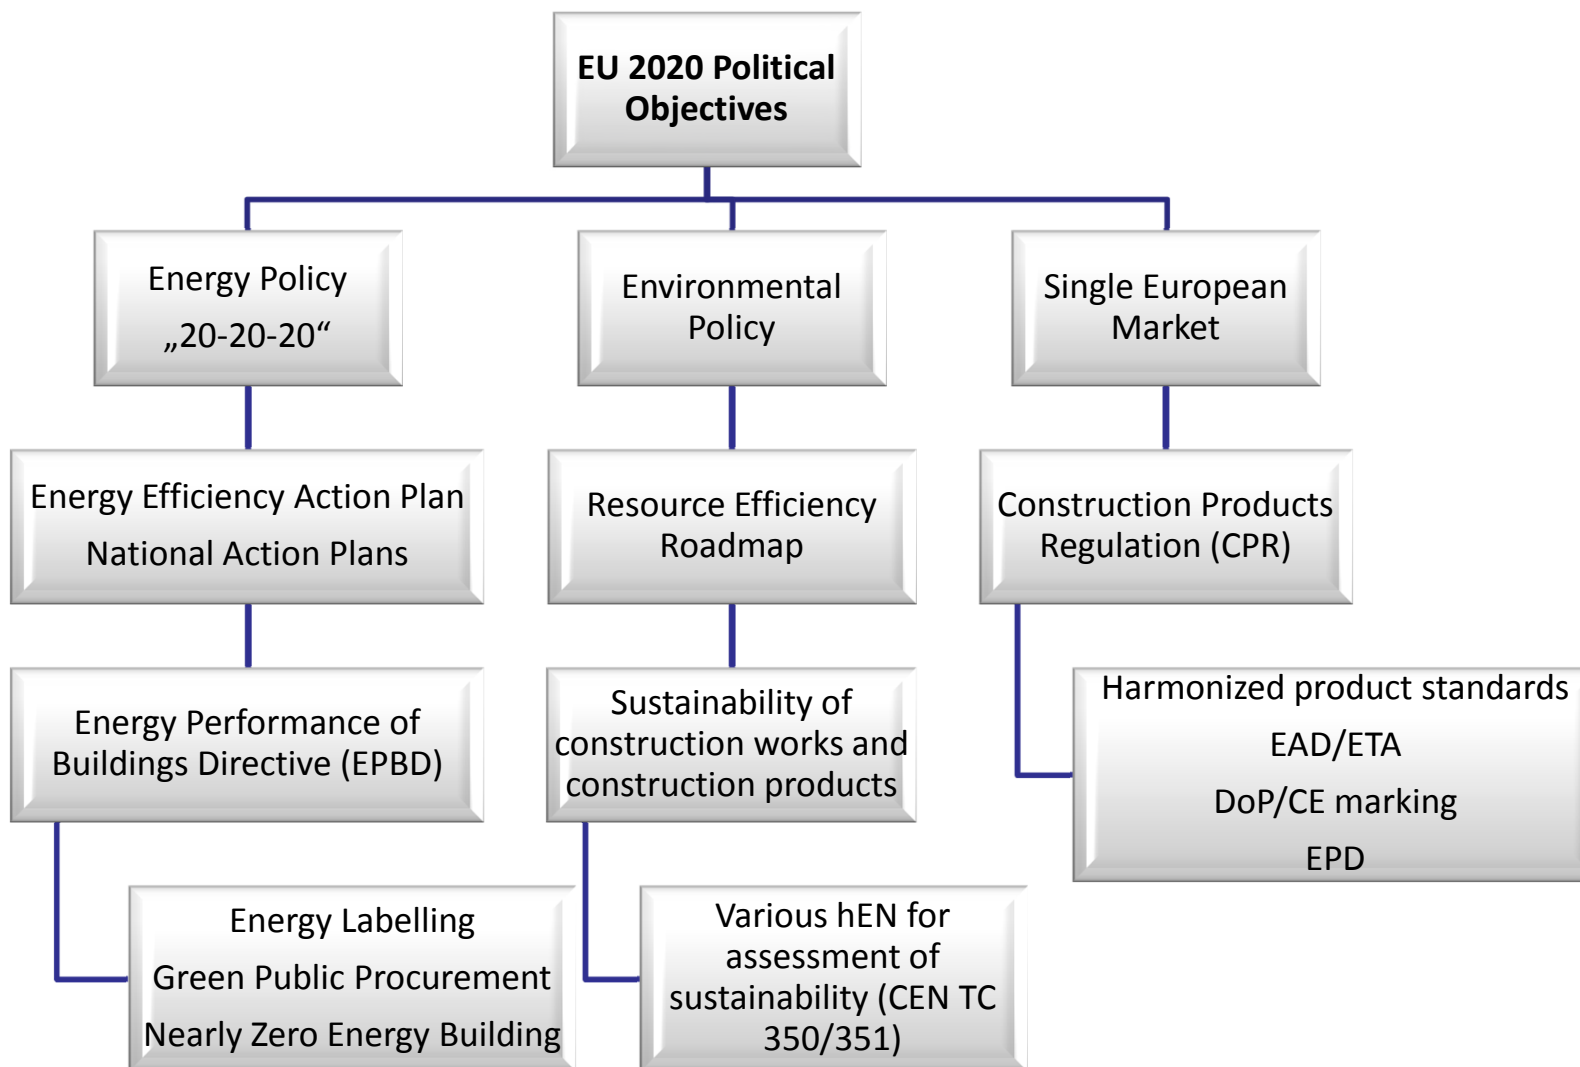 EU 2020 Political
Objectives
Energy Policy
„20-20-20“
Environmental
Policy
Single European
Market
Energy Efficiency Action Plan
National Action Plans
Resource Efficiency
Roadmap
Construction Products
Regulation (CPR)
Energy Performance of
Buildings Directive (EPBD)
Sustainability of
construction works and
construction products
Harmonized product standards
EAD/ETA
DoP/CE marking
EPD
Energy Labelling
Green Public Procurement
Nearly Zero Energy Building
Various hEN for
assessment of
sustainability (CEN TC
350/351)